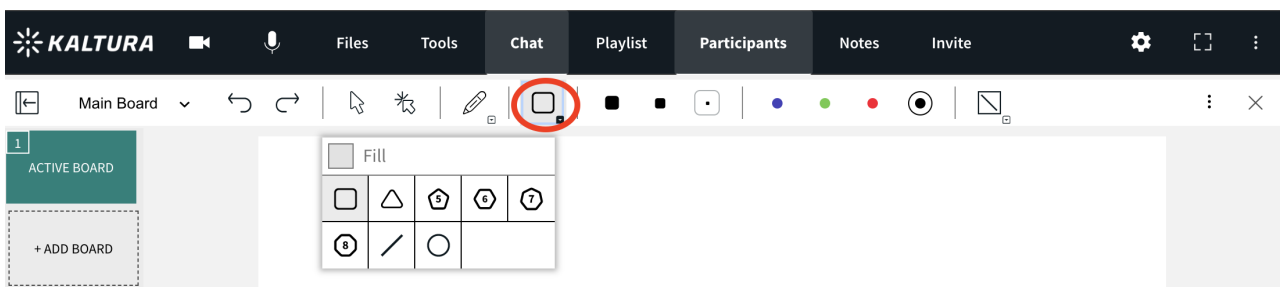 KALTURA Files Tools Chat Playlist Participants Notes Invite
Main Board
1
ACTIVE BOARD
Fill
5 6 7
8
+ ADD BOARD